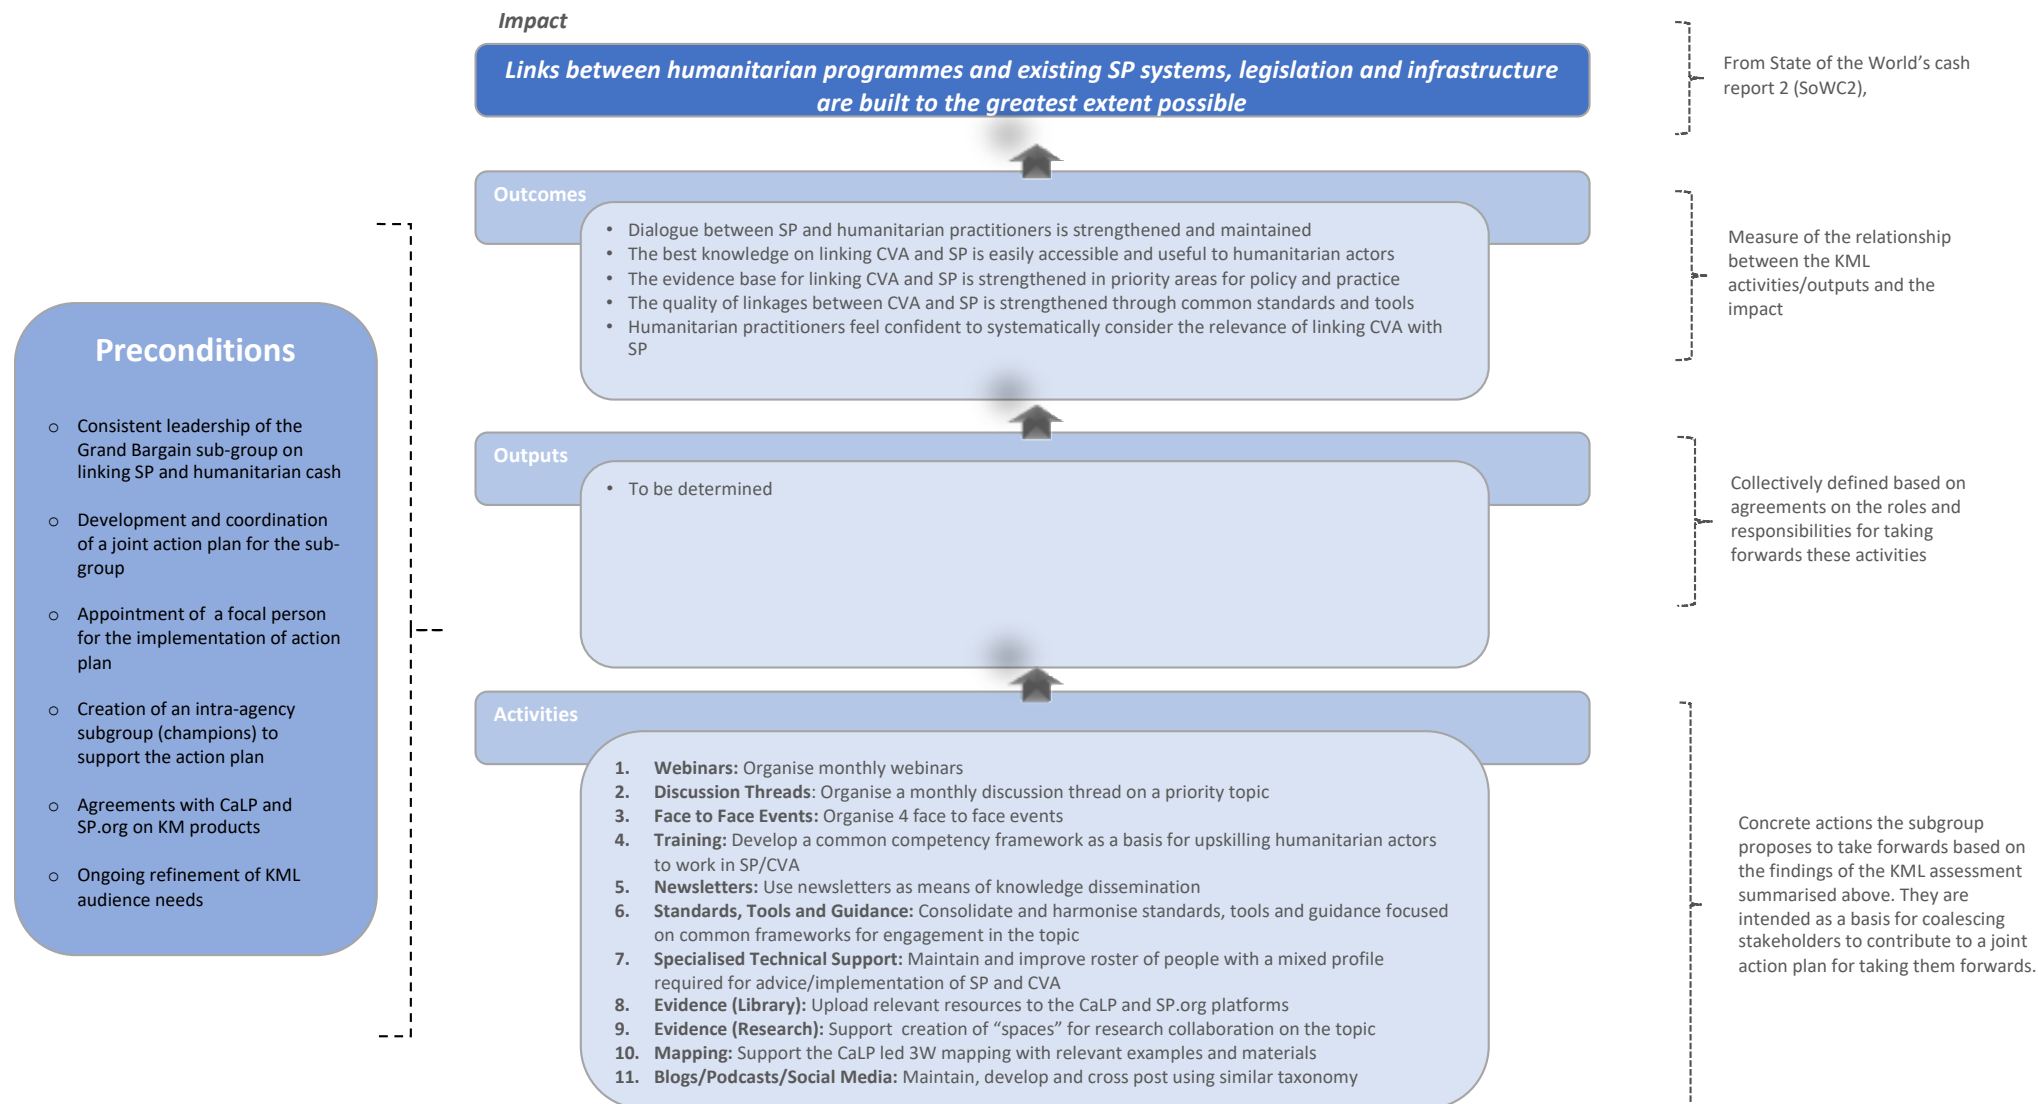 Impact
Links between humanitarian programmes and existing SP systems, legislation and infrastructure
are built to the greatest extent possible
From State of the World's cash
report 2 (SoWC2),
Outcomes
• Dialogue between SP and humanitarian practitioners is strengthened and maintained
• The best knowledge on linking CVA and SP is easily accessible and useful to humanitarian actors
• The evidence base for linking CVA and SP is strengthened in priority areas for policy and practice
• The quality of linkages between CVA and SP is strengthened through common standards and tools
• Humanitarian practitioners feel confident to systematically consider the relevance of linking CVA with
SP
Measure of the relationship
between the KML
activities/outputs and the
impact
Preconditions
o Consistent leadership of the
Grand Bargain sub-group on
linking SP and humanitarian cash
o Development and coordination
of a joint action plan for the sub-
group
o Appointment of a focal person
for the implementation of action
plan
o Creation of an intra-agency
subgroup (champions) to
support the action plan
o Agreements with CaLP and
SP.org on KM products
o Ongoing refinement of KML
audience needs
Outputs
• To be determined
Collectively defined based on
agreements on the roles and
responsibilities for taking
forwards these activities
Activities
1. Webinars: Organise monthly webinars
2. Discussion Threads: Organise a monthly discussion thread on a priority topic
3. Face to Face Events: Organise 4 face to face events
4. Training: Develop a common competency framework as a basis for upskilling humanitarian actors
to work in SP/CVA
5. Newsletters: Use newsletters as means of knowledge dissemination
6. Standards, Tools and Guidance: Consolidate and harmonise standards, tools and guidance focused
on common frameworks for engagement in the topic
7. Specialised Technical Support: Maintain and improve roster of people with a mixed profile
required for advice/implementation of SP and CVA
8. Evidence (Library): Upload relevant resources to the CaLP and SP.org platforms
9. Evidence (Research): Support creation of “spaces” for research collaboration on the topic
10. Mapping: Support the CaLP led 3W mapping with relevant examples and materials
11. Blogs/Podcasts/Social Media: Maintain, develop and cross post using similar taxonomy
Concrete actions the subgroup
proposes to take forwards based on
the findings of the KML assessment
summarised above. They are
intended as a basis for coalescing
stakeholders to contribute to a joint
action plan for taking them forwards.